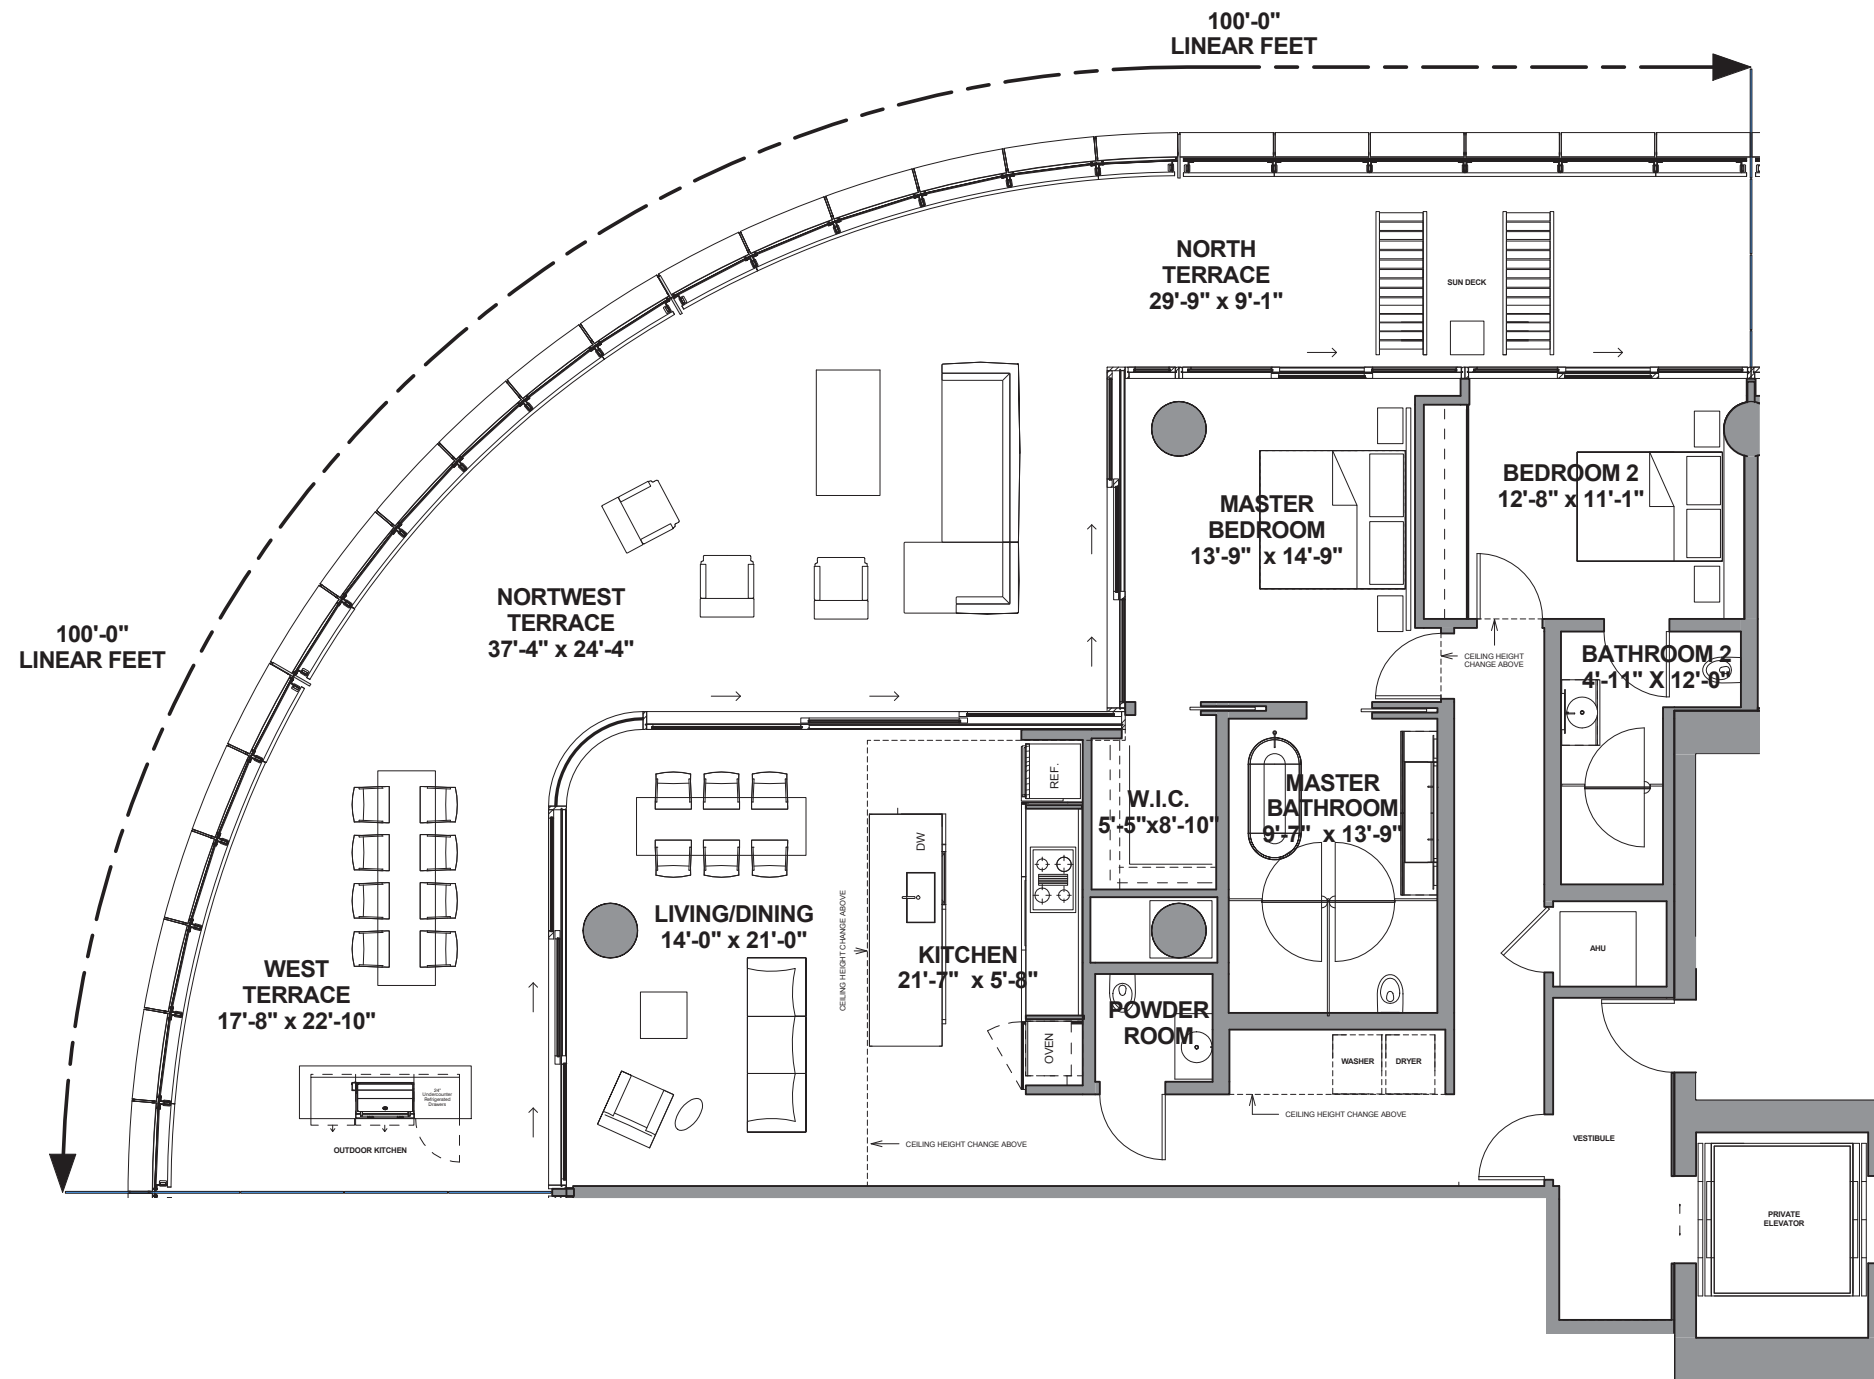 100'-0"
LINEAR FEET
NORTH
TERRACE
29'-9" x 9'-1"
SUN DECK
BEDROOM 2
12'-8" x 11'-1"
MASTER
BEDROOM
13'-9" x 14'-9"
NORTWEST
TERRACE
37'-4" x 24'-4"
100'-0"
LINEAR FEET
CEILING HEIGHT
CHANGE ABOVE
BATHROOM 2
4'-11" X 12'-0"
REF.
W.I.C.
5'-5"x8'-10"
MASTER
BATHROOM
9'-7" x 13'-9"
DW
LIVING/DINING
14'-0" x 21'-0"
CEILING HEIGHT CHANGE ABOVE
KITCHEN
21'-7" x 5'-8"
AHU
WEST
TERRACE
17'-8" x 22'-10"
POWDER
ROOM
OVEN
WASHER
DRYER
24"
Undercounter
Refrigerated
Drawers
CEILING HEIGHT CHANGE ABOVE
CEILING HEIGHT CHANGE ABOVE
OUTDOOR KITCHEN
VESTIBULE
PRIVATE
ELEVATOR